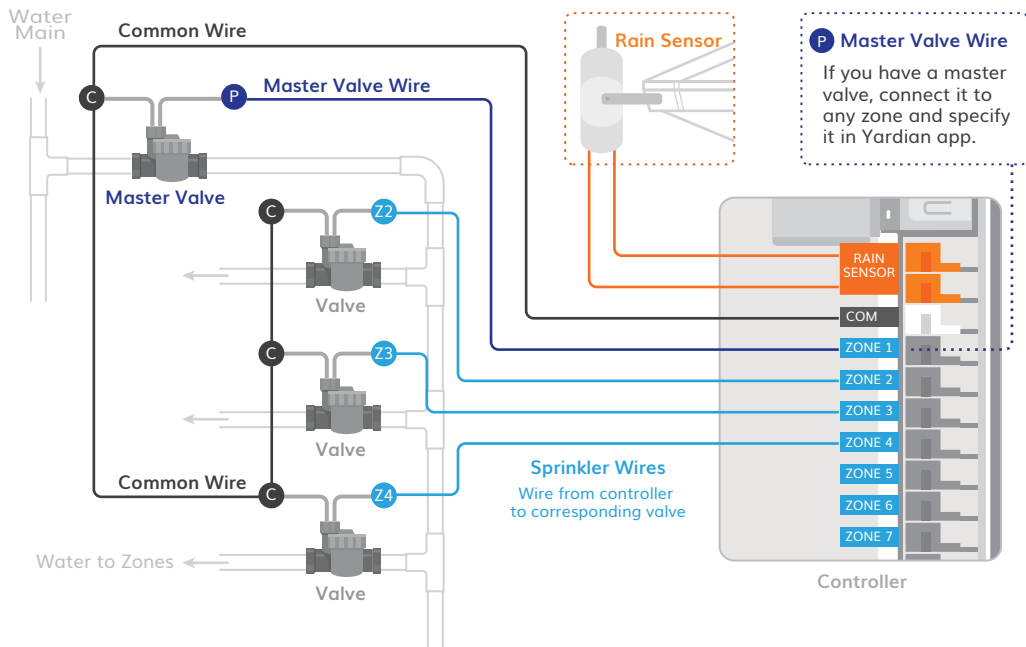 Water
Main
Common Wire
C
P
Master Valve Wire
Master Valve
Rain Sensor
P Master Valve Wire
If you have a master
valve, connect it to
any zone and specify
it in Yardian app.
C
Z2
Valve
C
Z3
Valve
Common Wire
C
Z4
Valve
Water to Zones
Sprinkler Wires
Wire from controller
to corresponding valve
RAIN
SENSOR
COM
ZONE 1
ZONE 2
ZONE 3
ZONE 4
ZONE 5
ZONE 6
ZONE 7
Controller